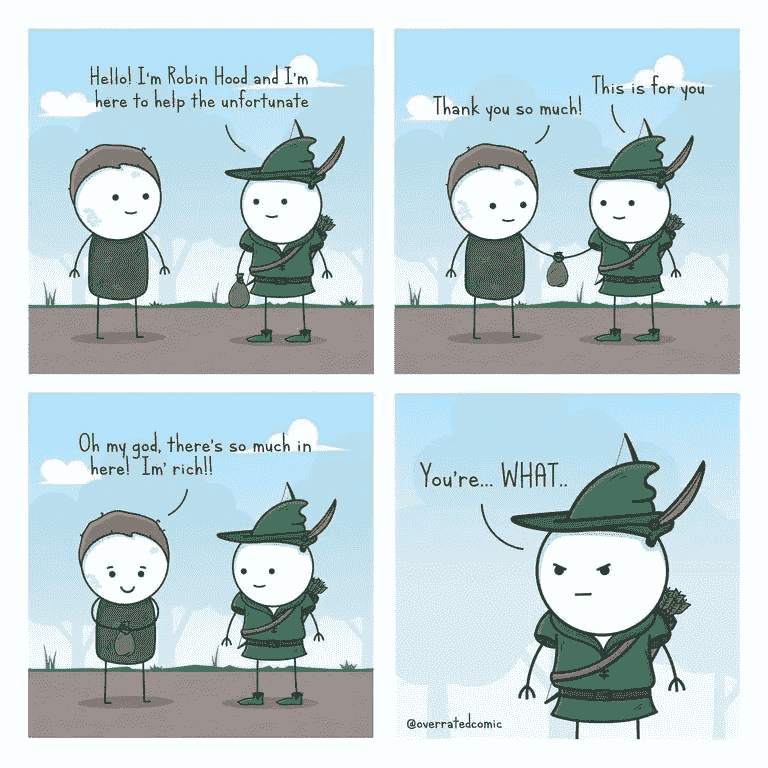 Hello! I'm Robin Hood and I'm
here to help the unfortunate
This is for you
Thank you so much!
Oh my god, there's so much in
here! Im' rich!!
You're... WHAT..
@overratedcomic